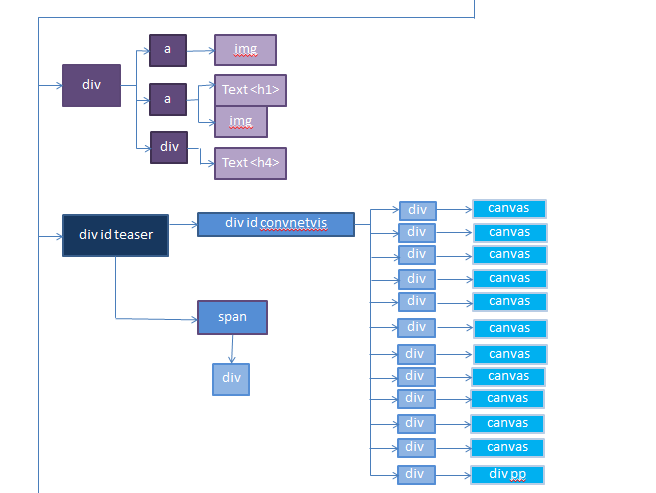 a
img
div
a
Text <h1>
img
div
Text <h4>
div id teaser
div id convnetvis
span
div
div
canvas
div
canvas
div
canvas
div
canvas
div
canvas
div
canvas
div
canvas
div
canvas
div
canvas
div
canvas
div
canvas
div
div pp